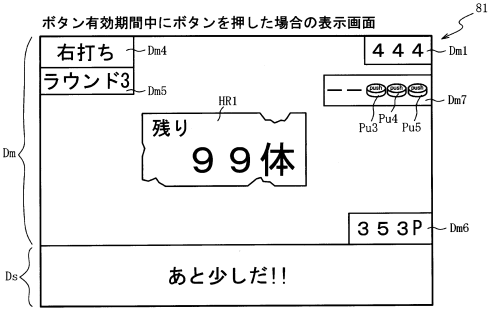 ボタン有効期間中にボタンを押した場合の表示画面
81
右打ち
Dm4
444
Dm1
ラウンド3
Dm5
ーー push push push
Dm7
Pu3
Pu4
Pu5
HR1
残り
99体
Dm
353P
Dm6
Ds
あと少しだ!!